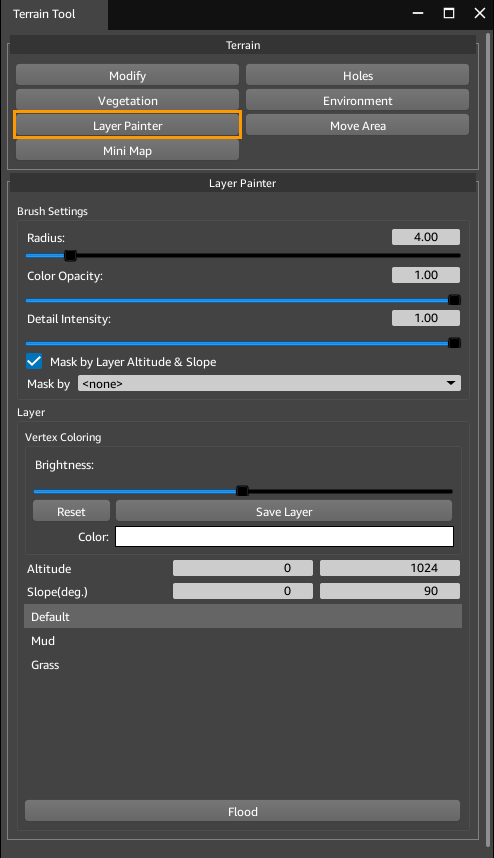 Terrain Tool
Terrain
Modify Holes
Vegetation Environment
Layer Painter Move Area
Mini Map
Layer Painter
Brush Settings
Radius: 4.00
Color Opacity: 1.00
Detail Intensity: 1.00
Mask by Layer Altitude & Slope
Mask by <none>
Layer
Vertex Coloring
Brightness:
Reset Save Layer
Color:
Altitude 0 1024
Slope(deg.) 0 90
Default
Mud
Grass
Flood